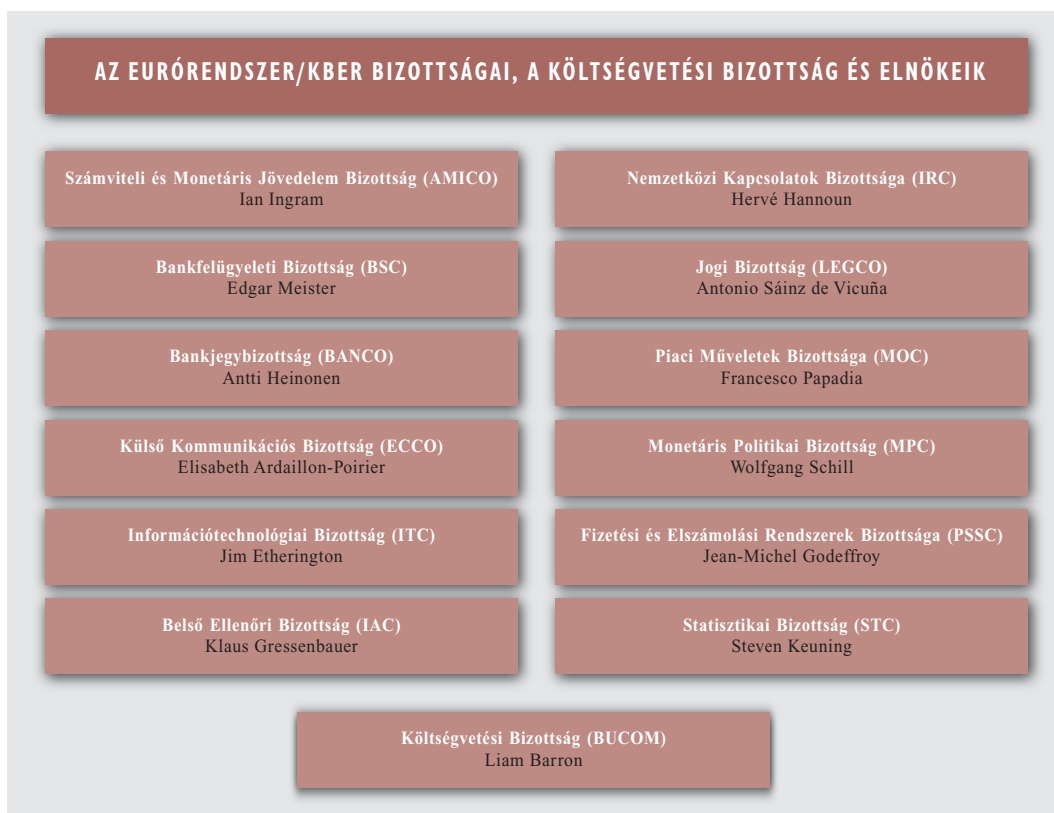 AZ EURÓRENDSZER/KBER BIZOTTSÁGAI, A KÖLTSÉGVETÉSI BIZOTTSÁG ÉS ELNÖKEIK
Számviteli és Monetáris Jövedelem Bizottság (AMICO)
Ian Ingram
Bankfelügyeleti Bizottság (BSC)
Edgar Meister
Bankjegybizottság (BANCO)
Antti Heinonen
Külső Kommunikációs Bizottság (ECCO)
Elisabeth Ardaillon-Poirier
Információtechnológiai Bizottság (ITC)
Jim Etherington
Belső Ellenőri Bizottság (IAC)
Klaus Gressenbauer
Nemzetközi Kapcsolatok Bizottsága (IRC)
Hervé Hannoun
Jogi Bizottság (LEGCO)
Antonio Sáinz de Vicuña
Piaci Műveletek Bizottsága (MOC)
Francesco Papadia
Monetáris Politikai Bizottság (MPC)
Wolfgang Schill
Fizetési és Elszámolási Rendszerek Bizottsága (PSSC)
Jean-Michel Godeffroy
Statisztikai Bizottság (STC)
Steven Keuning
Költségvetési Bizottság (BUCOM)
Liam Barron